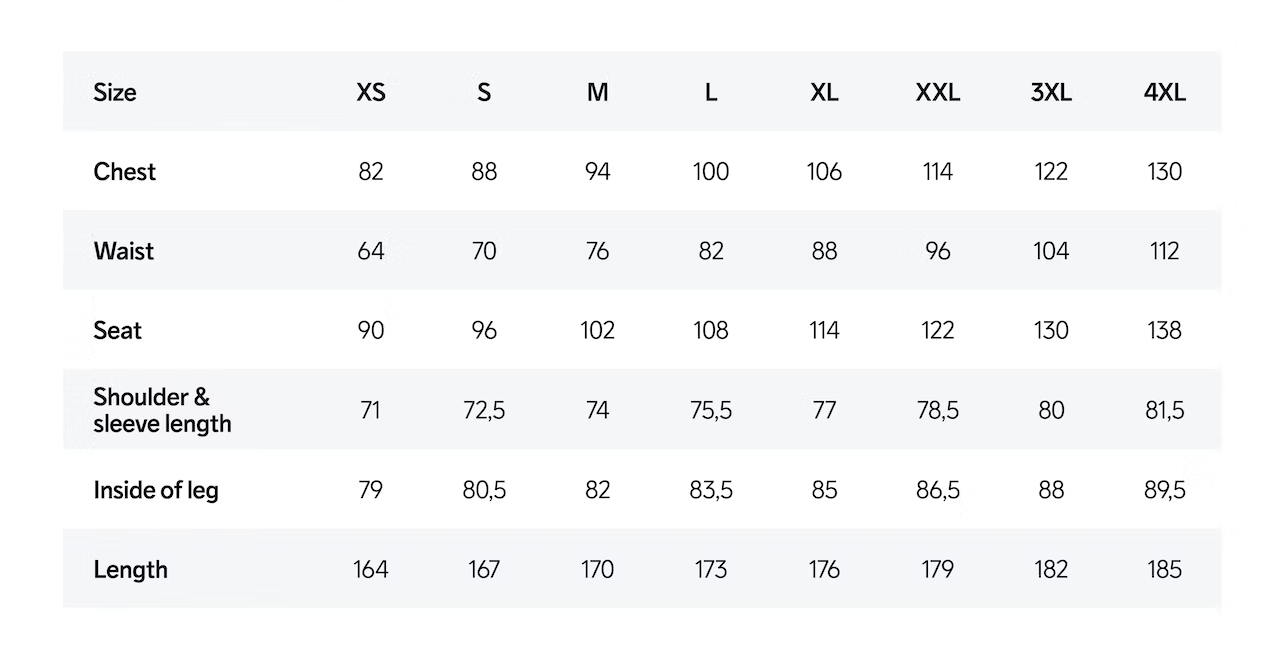 Size XS S M L XL XXL 3XL 4XL
Chest 82 88 94 100 106 114 122 130
Waist 64 70 76 82 88 96 104 112
Seat 90 96 102 108 114 122 130 138
Shoulder &
sleeve length 71 72,5 74 75,5 77 78,5 80 81,5
Inside of leg 79 80,5 82 83,5 85 86,5 88 89,5
Length 164 167 170 173 176 179 182 185